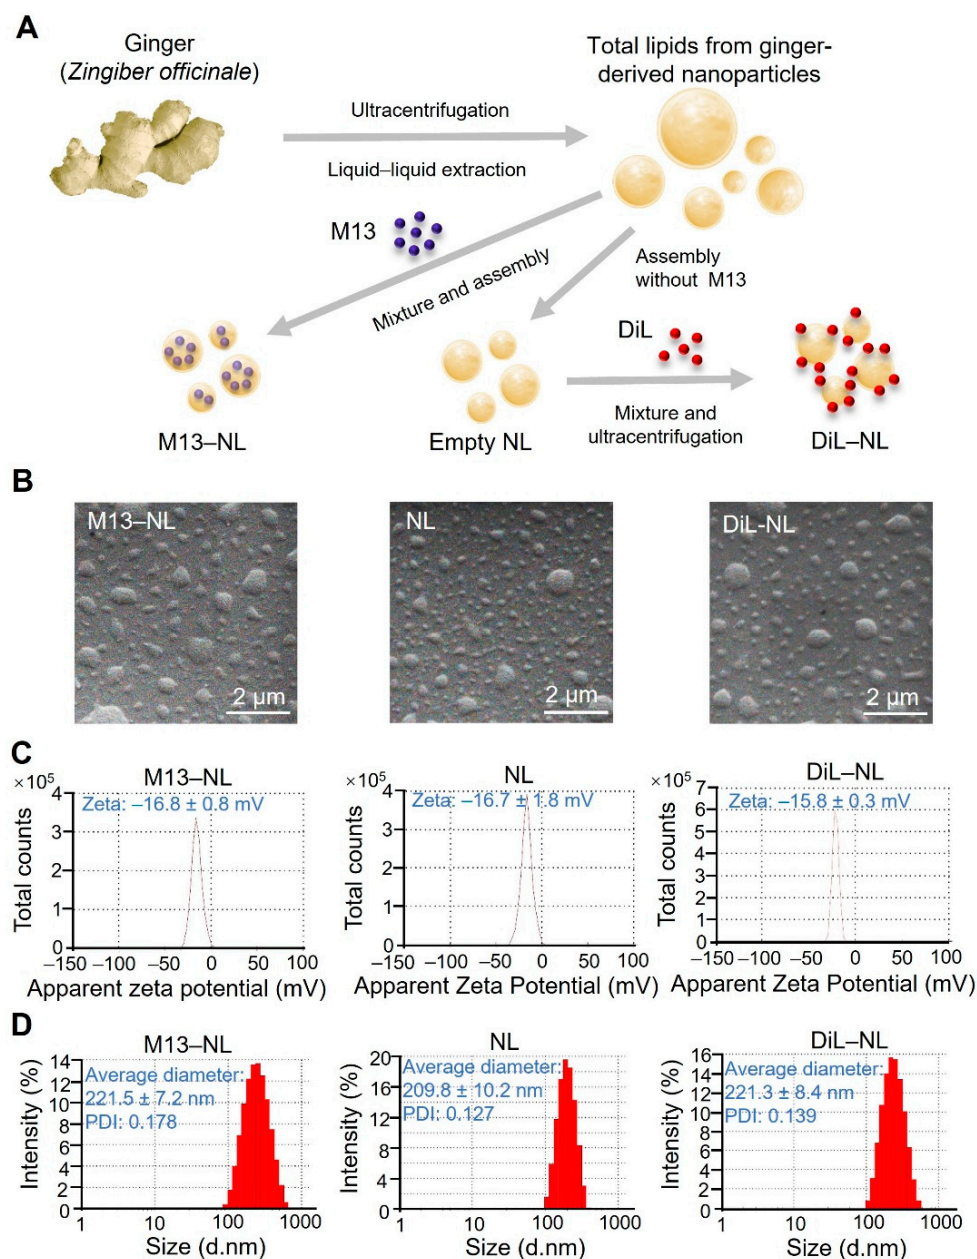 A
Ginger
(Zingiber officinale)
Ultracentrifugation
Liquid–liquid extraction
Total lipids from ginger-
derived nanoparticles
M13
Mixture and assembly
Assembly
without M13
DiL
Mixture and
ultracentrifugation
M13–NL
Empty NL
DiL–NL
B
M13–NL
2 µm
NL
2 µm
DiL-NL
2 µm
C
M13–NL
×10⁵
Zeta: –16.8 ± 0.8 mV
Total counts
4
3
2
1
0
–150 –100 –50 0 50 100
Apparent zeta potential (mV)
NL
×10⁵
Zeta: –16.7 ± 1.8 mV
Total counts
4
3
2
1
0
–150 –100 –50 0 50 100
Apparent Zeta Potential (mV)
DiL–NL
×10⁵
Zeta: –15.8 ± 0.3 mV
Total counts
7
6
5
4
3
2
1
0
–150 –100 –50 0 50 100
Apparent Zeta Potential (mV)
D
M13–NL
Average diameter:
221.5 ± 7.2 nm
PDI: 0.178
Intensity (%)
14
12
10
8
6
4
2
0
1 10 100 1000
Size (d.nm)
NL
Average diameter:
209.8 ± 10.2 nm
PDI: 0.127
Intensity (%)
20
16
12
8
4
0
1 10 100 1000
Size (d.nm)
DiL–NL
Average diameter:
221.3 ± 8.4 nm
PDI: 0.139
Intensity (%)
16
14
12
10
8
6
4
2
0
1 10 100 1000
Size (d.nm)